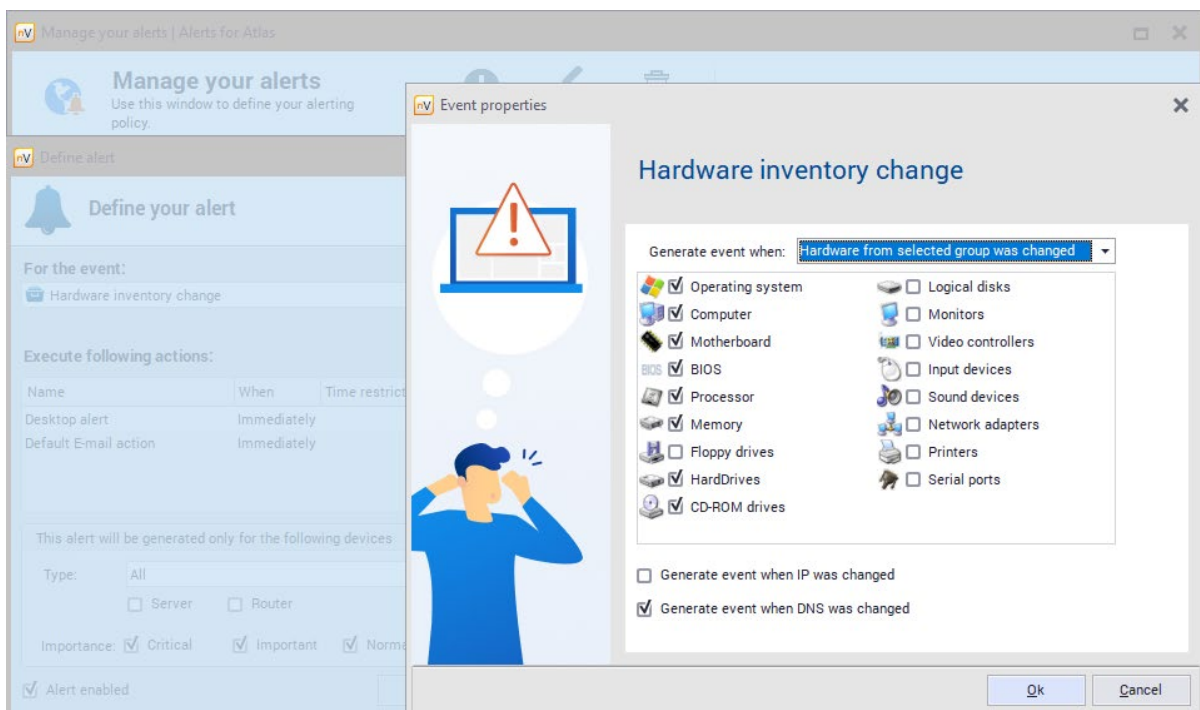 nV Manage your alerts | Alerts for Atlas
Manage your alerts
Use this window to define your alerting
policy.
nV Event properties
nV Define alert
Define your alert
For the event:
Hardware inventory change
Execute following actions:
Name When Time restrict
Desktop alert Immediately
Default E-mail action Immediately
This alert will be generated only for the following devices
Type: All
Server Router
Importance: Critical Important Norma
Alert enabled
Hardware inventory change
Generate event when: Hardware from selected group was changed
Operating system
Computer
Motherboard
BIOS BIOS
Processor
Memory
Floppy drives
HardDrives
CD-ROM drives
Logical disks
Monitors
Video controllers
Input devices
Sound devices
Network adapters
Printers
Serial ports
Generate event when IP was changed
Generate event when DNS was changed
Ok Cancel